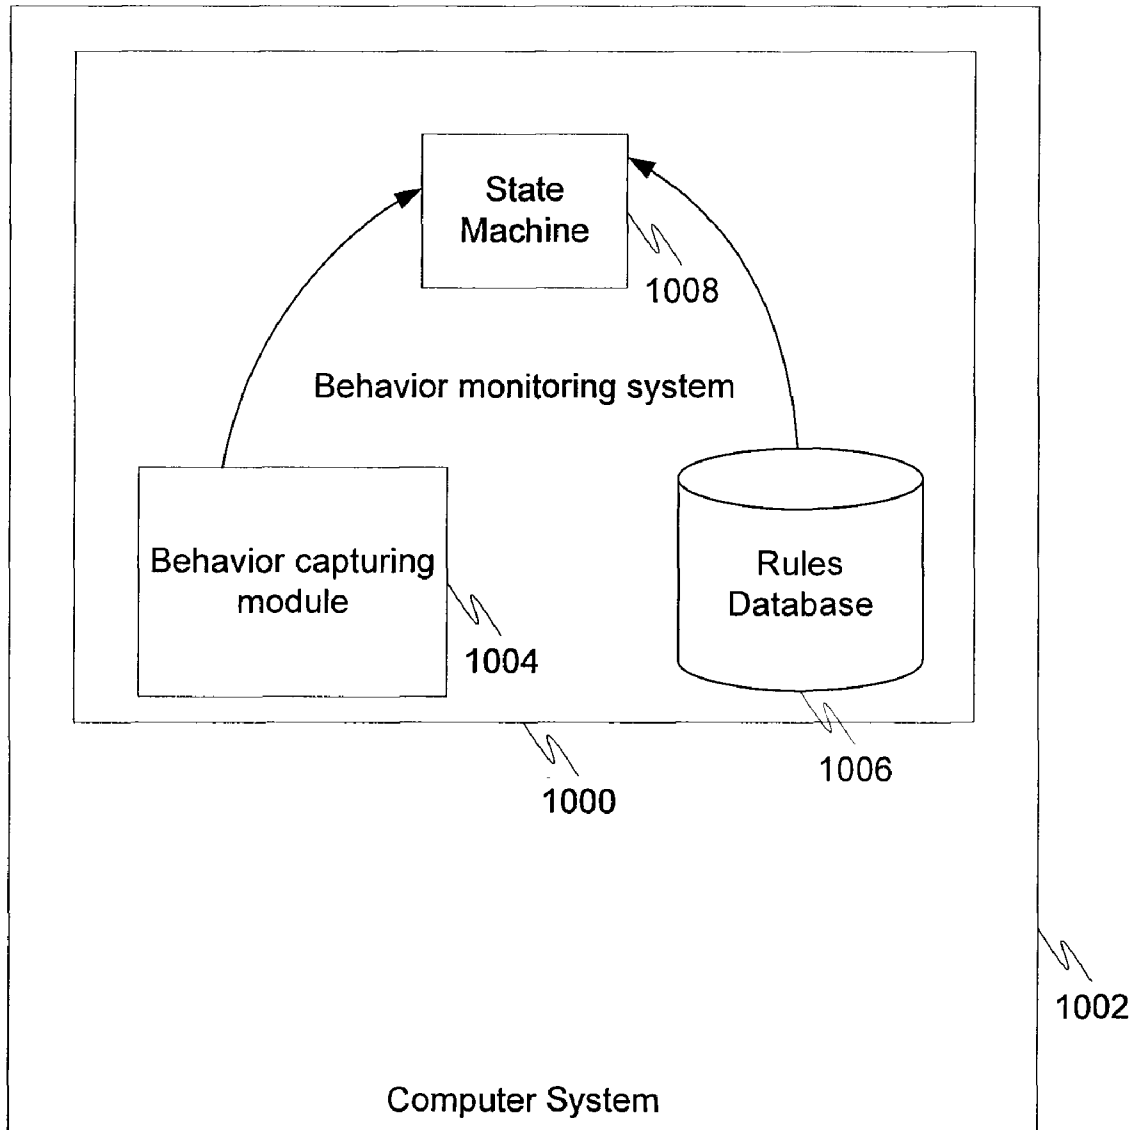 State
Machine
1008
Behavior monitoring system
Behavior capturing
module
1004
Rules
Database
1006
1000
1002
Computer System